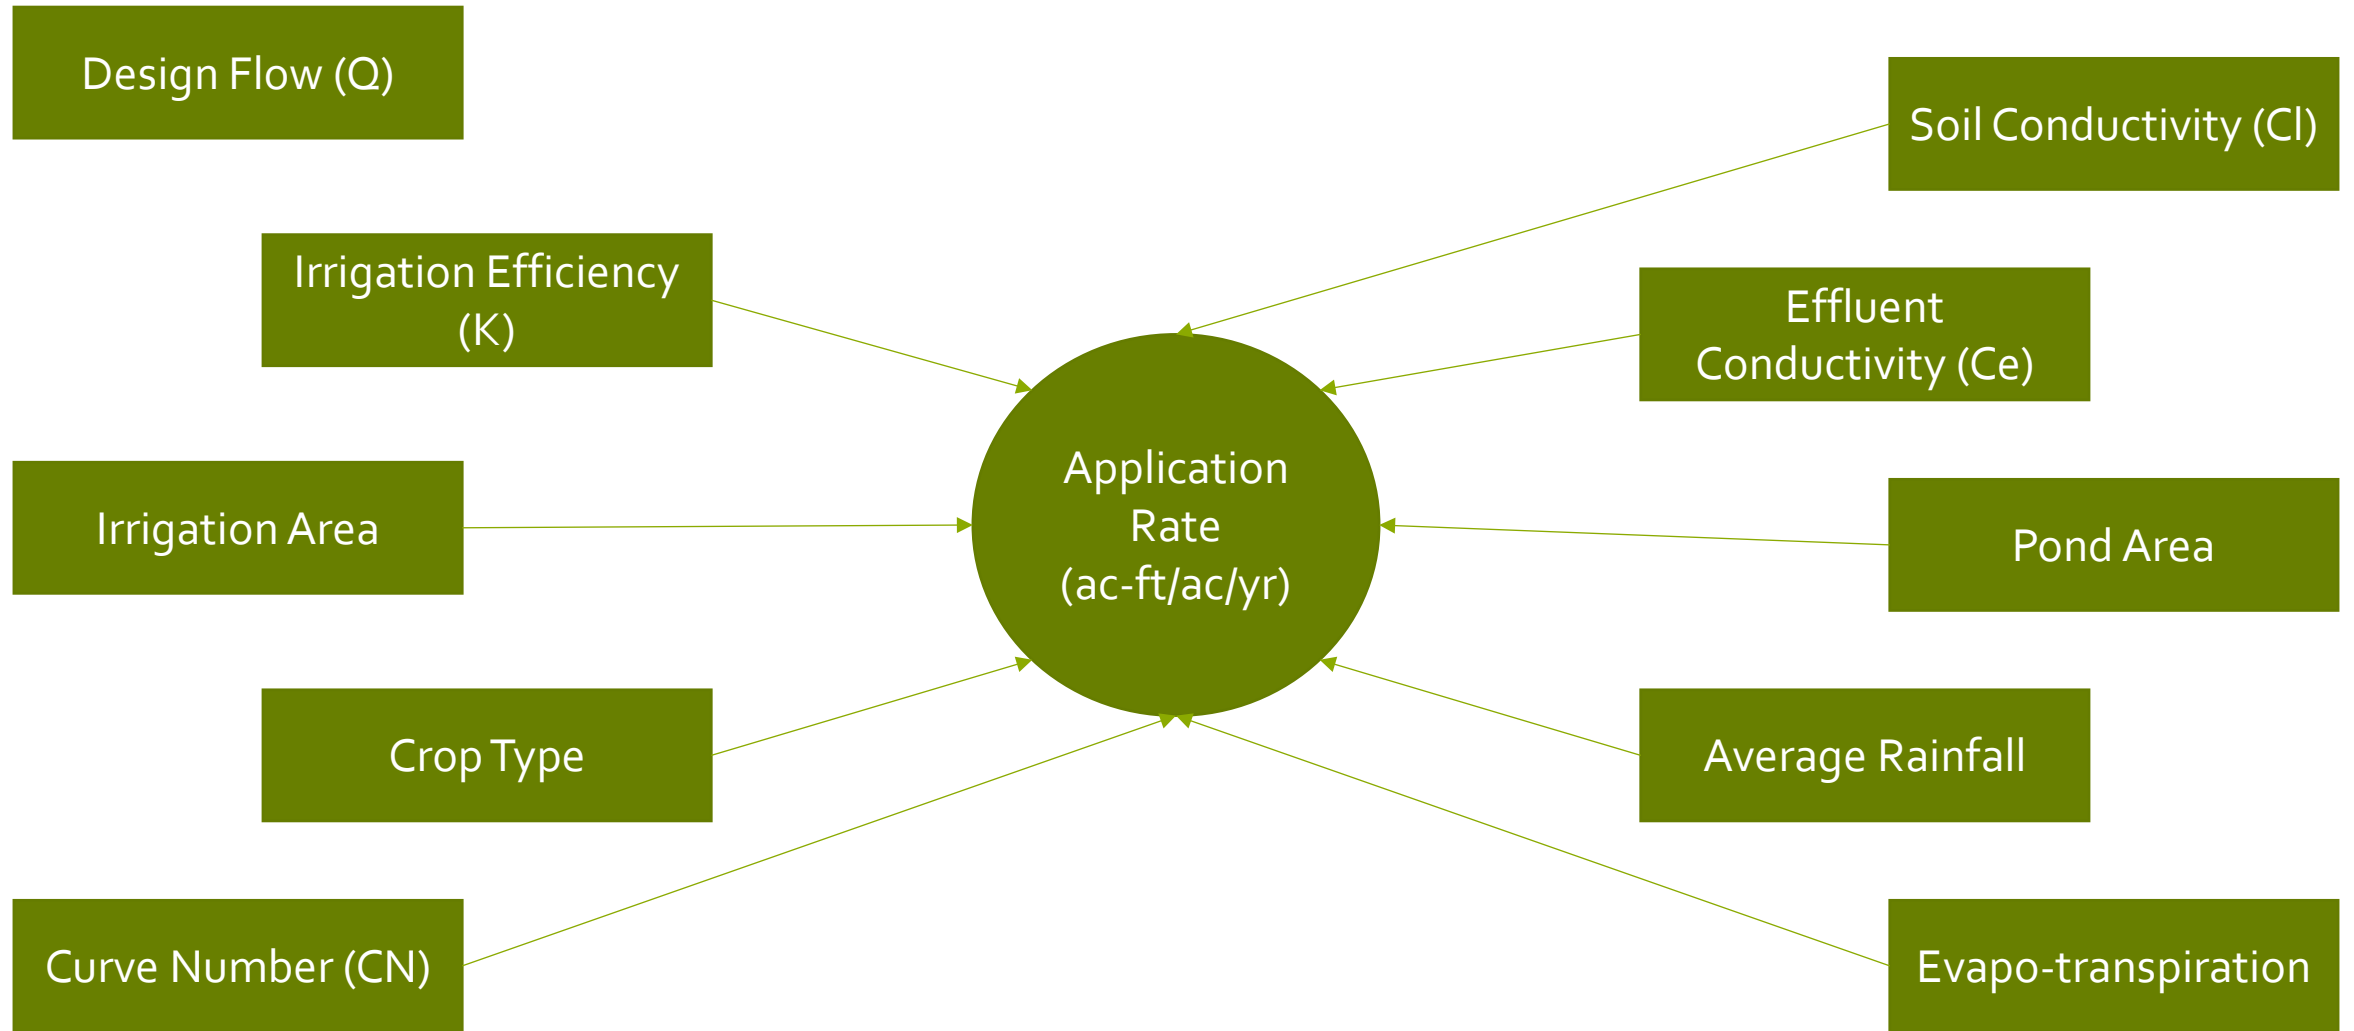 Design Flow (Q)
Soil Conductivity (Cl)
Irrigation Efficiency
(K)
Effluent
Conductivity (Ce)
Application
Rate
(ac-ft/ac/yr)
Irrigation Area
Pond Area
Crop Type
Average Rainfall
Curve Number (CN)
Evapo-transpiration